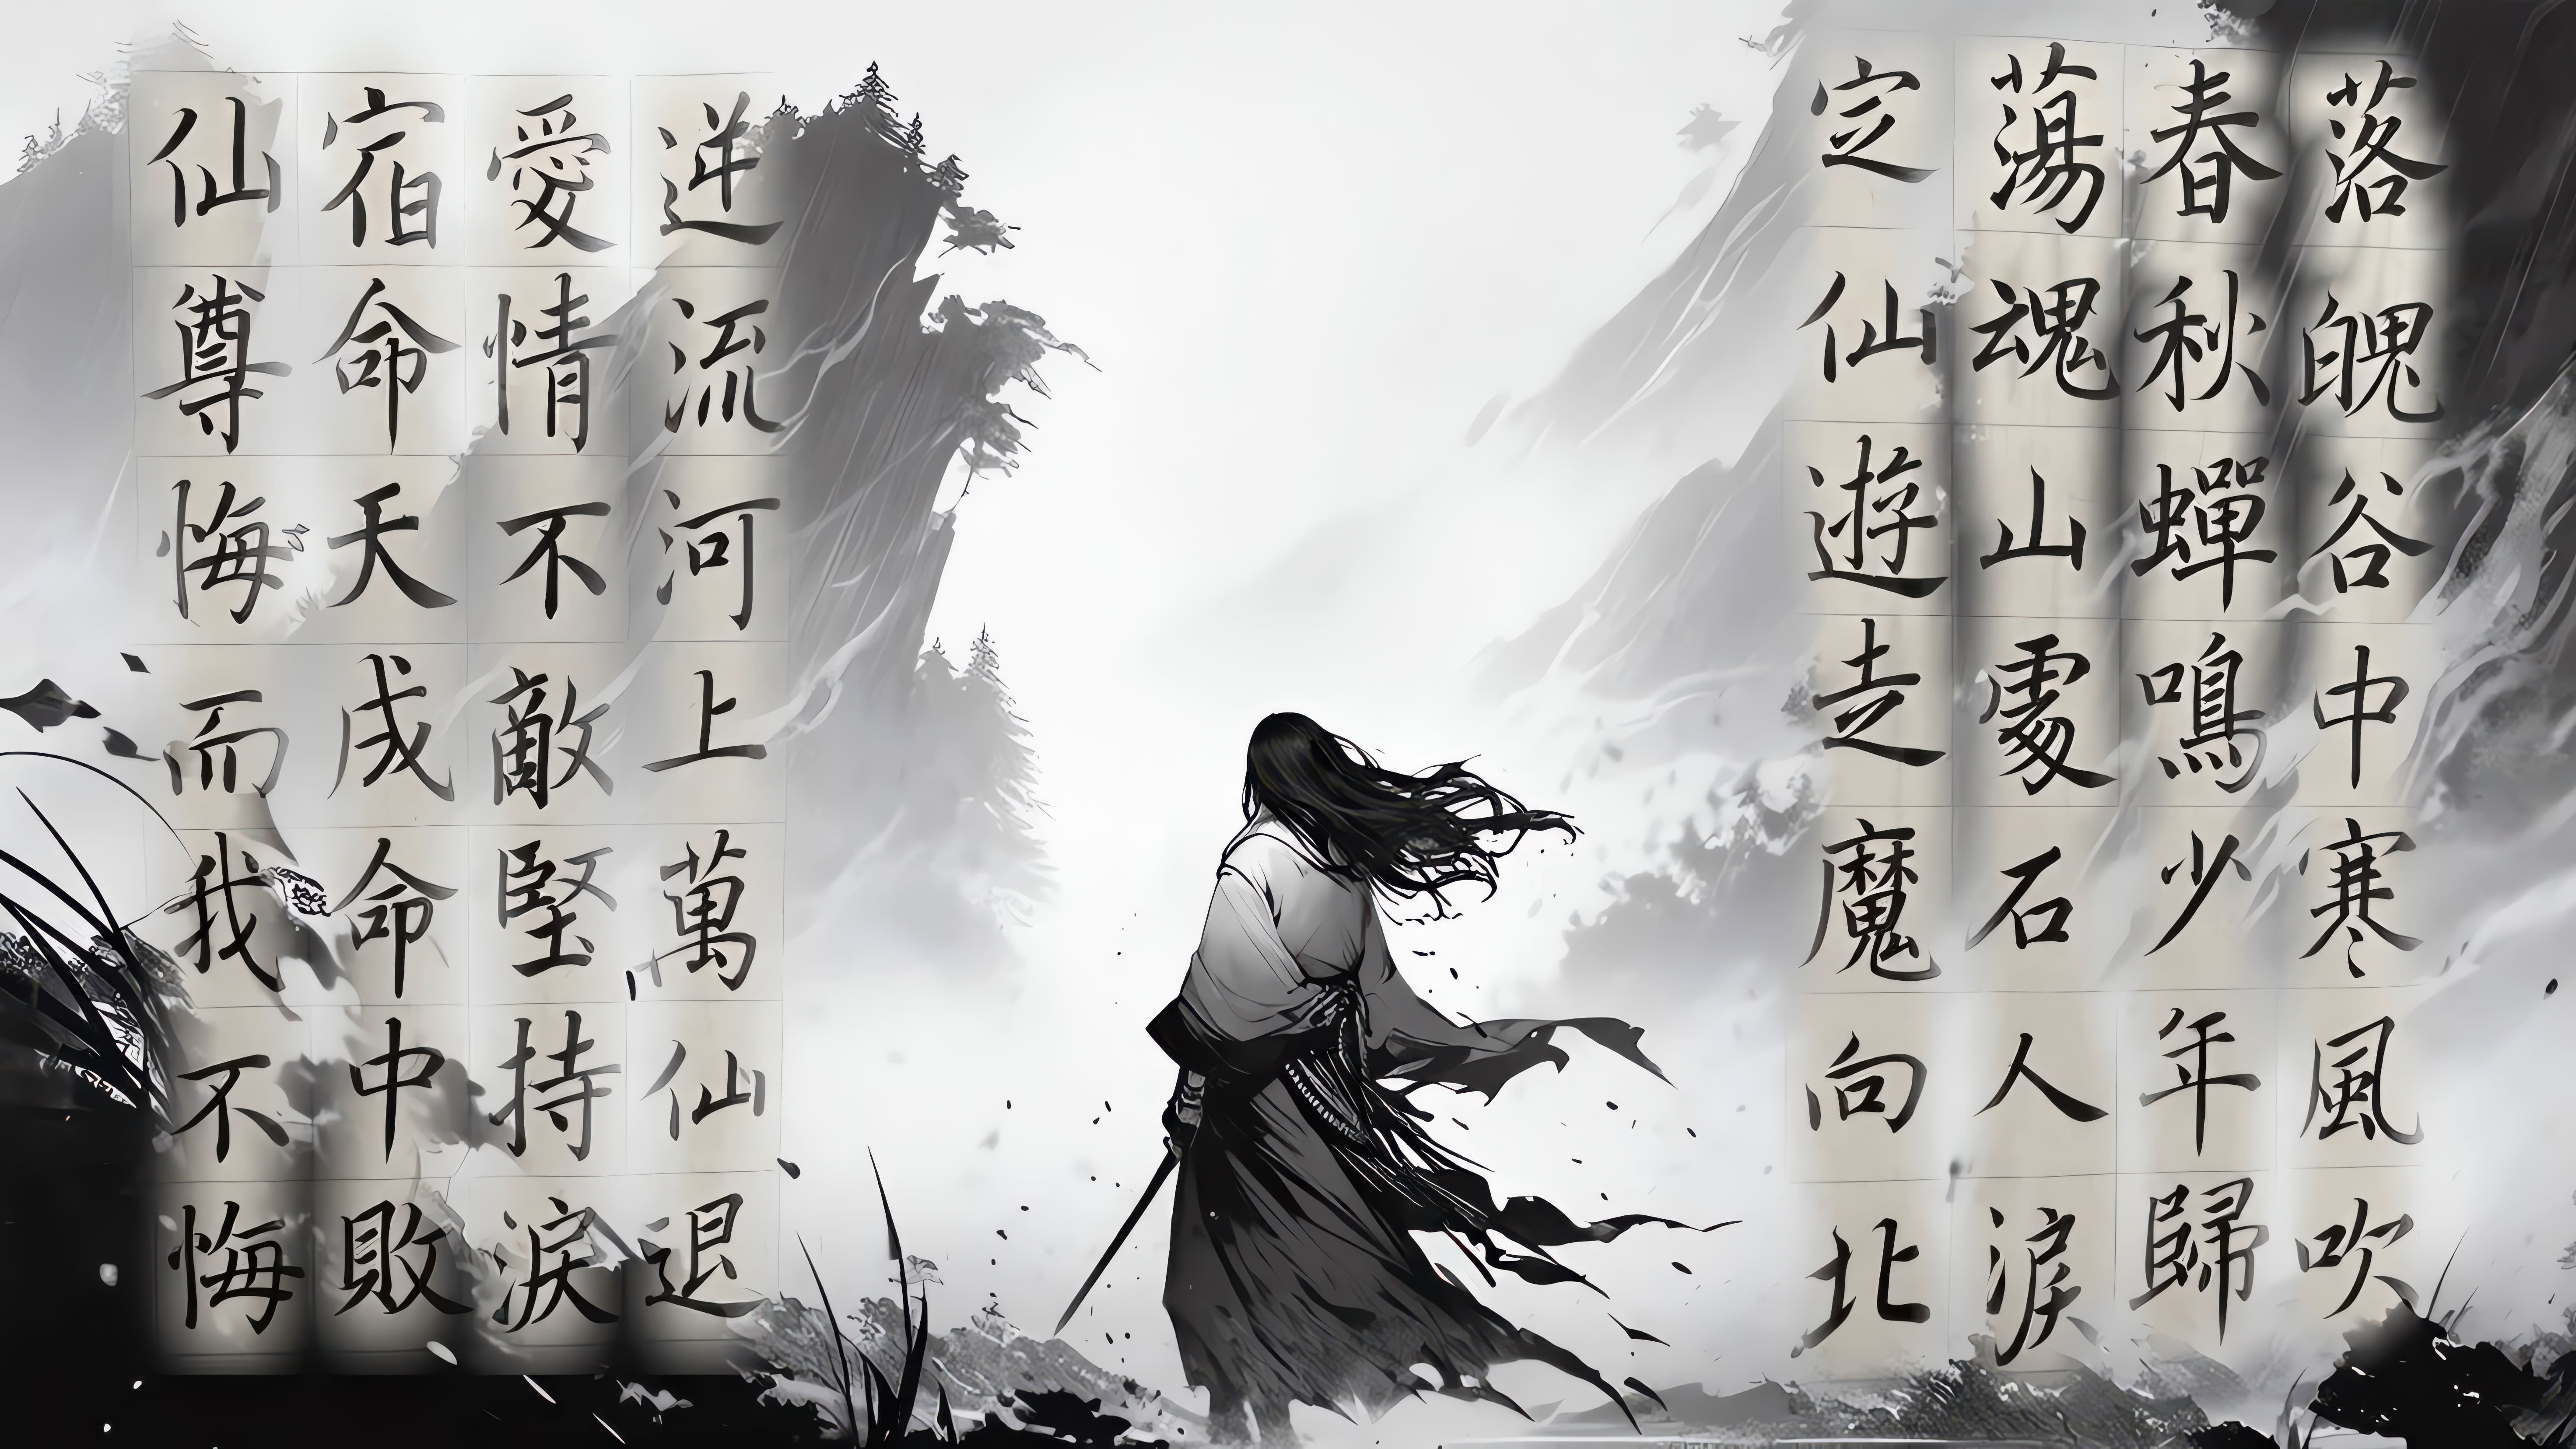 落魄谷中寒風吹
春秋蟬鳴少年歸
蕩魂山處石人淚
定仙遊走魔向北
逆流河上萬仙退
愛情不敵堅持淚
宿命天成命中敗
仙尊悔而我不悔